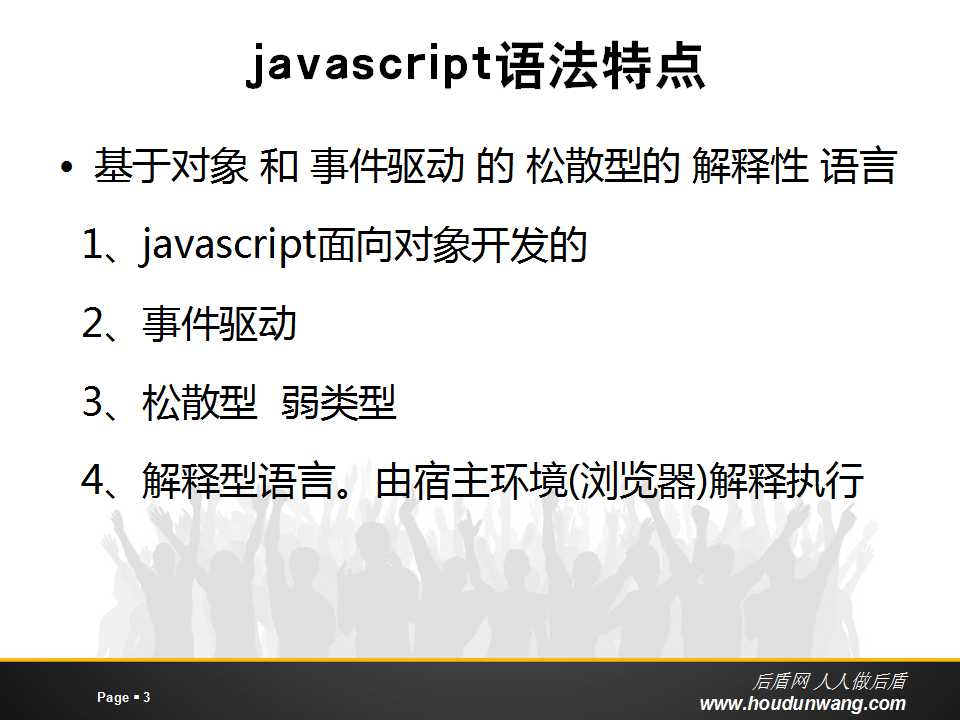 javascript语法特点
• 基于对象 和 事件驱动 的 松散型的 解释性 语言
1、javascript面向对象开发的
2、事件驱动
3、松散型 弱类型
4、解释型语言。由宿主环境(浏览器)解释执行
后盾网 人人做后盾
Page ▪ 3
www.houdunwang.com